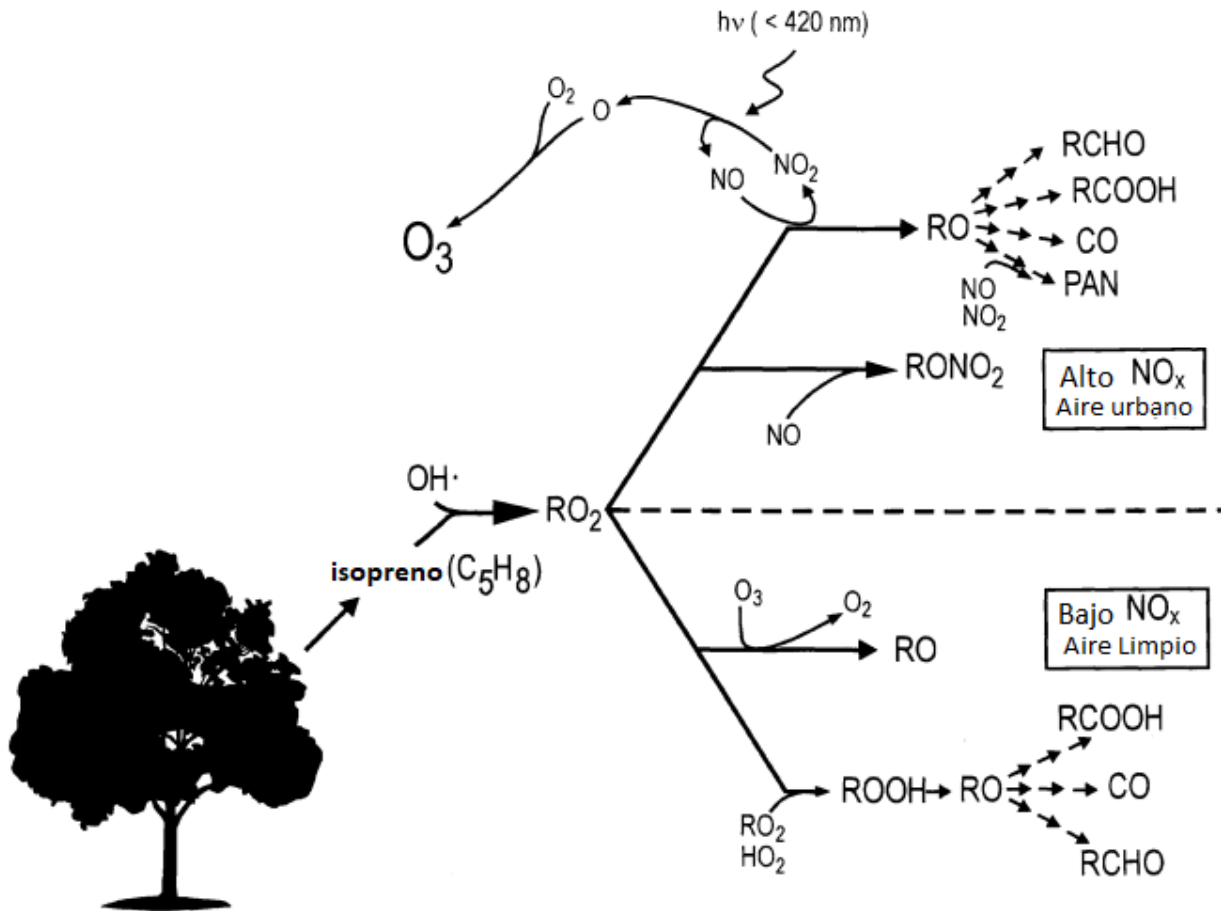 hν ( < 420 nm)
O₂
O
NO
NO₂
O₃
RO
RCHO
RCOOH
CO
PAN
NO
NO₂
RONO₂
NO
Alto NOₓ
Aire urbano
OH·
RO₂
isopreno (C₅H₈)
O₃
O₂
RO
Bajo NOₓ
Aire Limpio
RO₂
HO₂
ROOH
RO
RCOOH
CO
RCHO